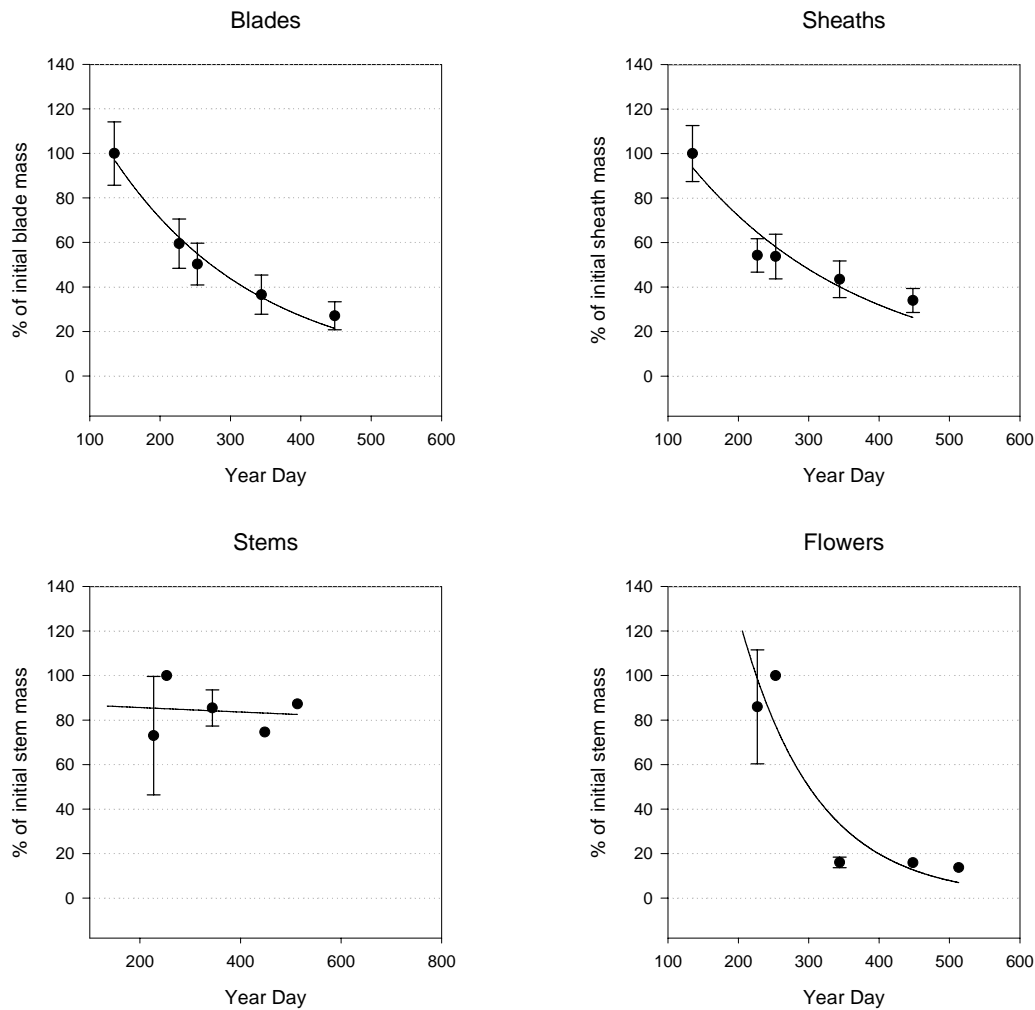 Blades
% of initial blade mass
140
120
100
80
60
40
20
0
100 200 300 400 500 600
Year Day
Sheaths
% of initial sheath mass
140
120
100
80
60
40
20
0
100 200 300 400 500 600
Year Day
Stems
% of initial stem mass
140
120
100
80
60
40
20
0
200 400 600 800
Year Day
Flowers
% of initial stem mass
140
120
100
80
60
40
20
0
100 200 300 400 500 600
Year Day